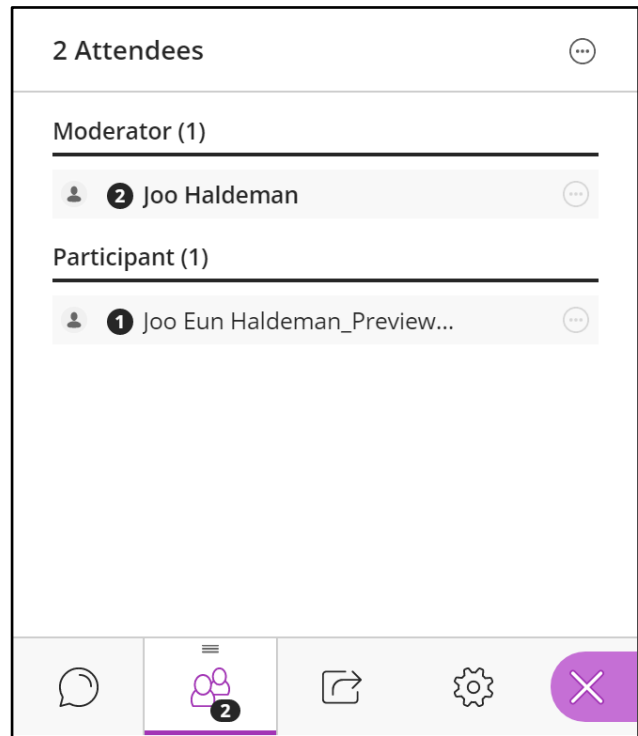 2 Attendees
Moderator (1)
2 Joo Haldeman
Participant (1)
1 Joo Eun Haldeman_Preview...
2